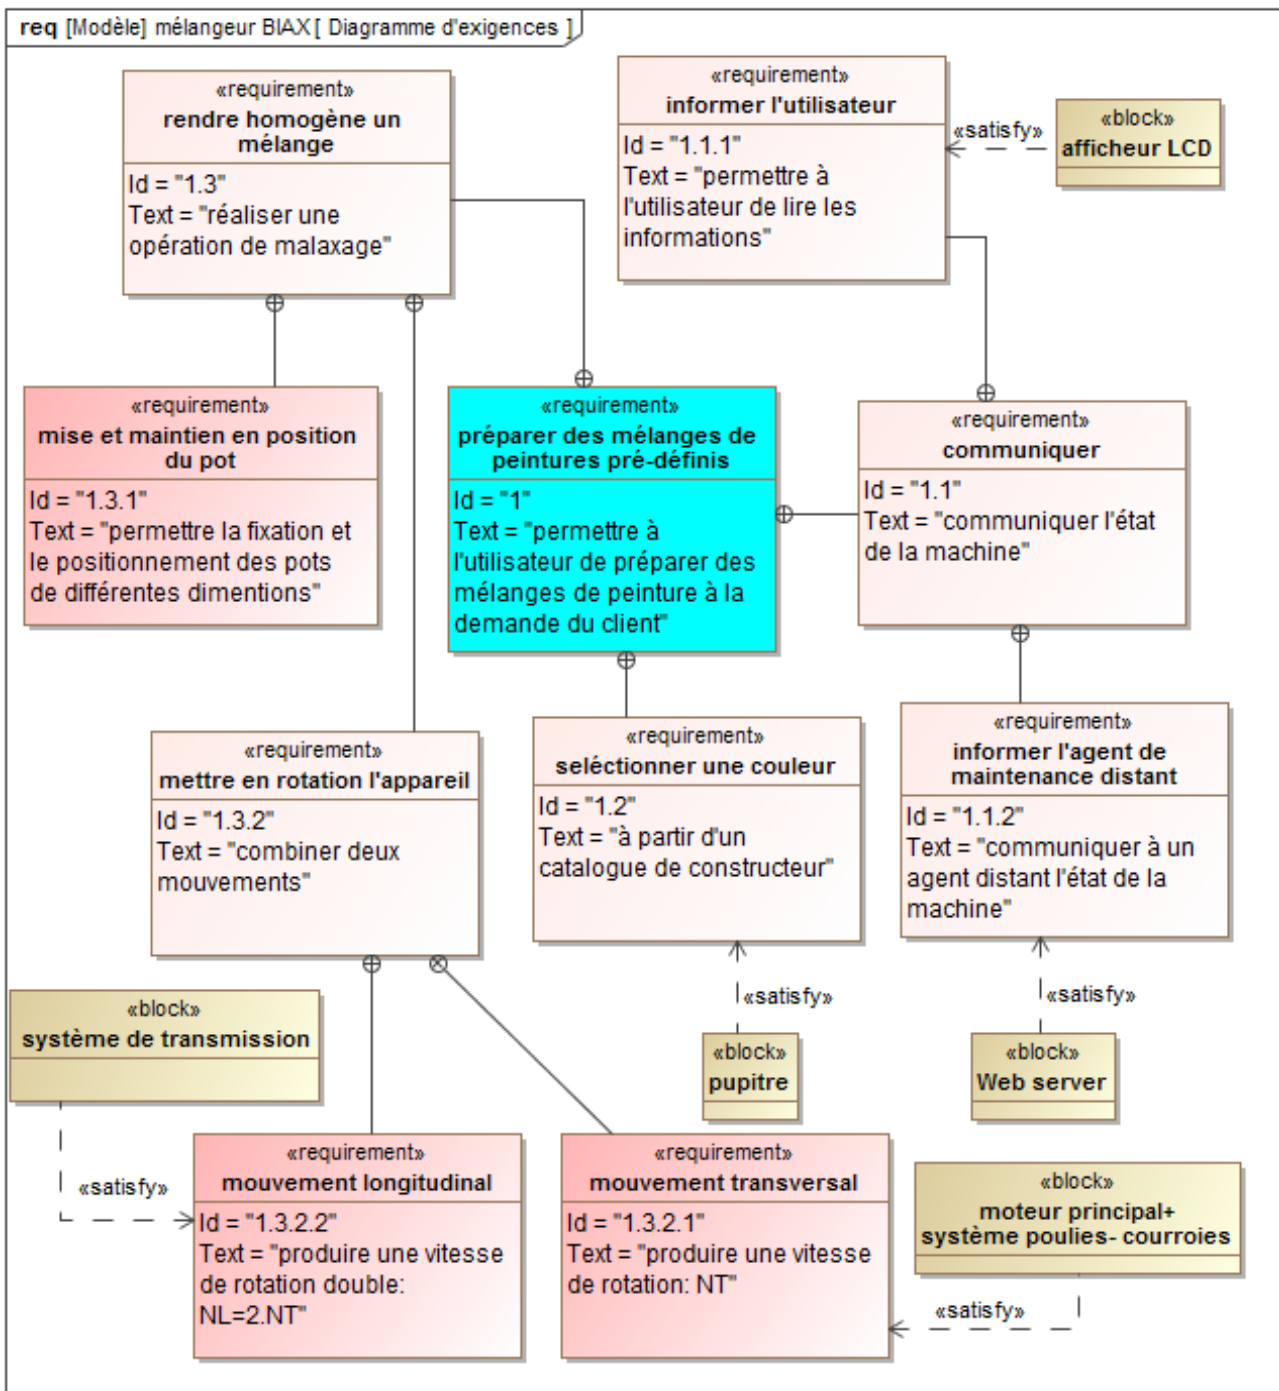 req [Modèle] mélangeur BIAX [ Diagramme d'exigences ]
«requirement»
rendre homogène un
mélange
Id = "1.3"
Text = "réaliser une
opération de malaxage"
«requirement»
informer l'utilisateur
Id = "1.1.1"
Text = "permettre à
l'utilisateur de lire les
informations"
«satisfy»
«block»
afficheur LCD
«requirement»
mise et maintien en position
du pot
Id = "1.3.1"
Text = "permettre la fixation et
le positionnement des pots
de différentes dimentions"
«requirement»
préparer des mélanges de
peintures pré-définis
Id = "1"
Text = "permettre à
l'utilisateur de préparer des
mélanges de peinture à la
demande du client"
«requirement»
communiquer
Id = "1.1"
Text = "communiquer l'état
de la machine"
«requirement»
mettre en rotation l'appareil
Id = "1.3.2"
Text = "combiner deux
mouvements"
«requirement»
seléctionner une couleur
Id = "1.2"
Text = "à partir d'un
catalogue de constructeur"
«requirement»
informer l'agent de
maintenance distant
Id = "1.1.2"
Text = "communiquer à un
agent distant l'état de la
machine"
«block»
système de transmission
«satisfy»
«satisfy»
«block»
pupitre
«satisfy»
«block»
Web server
«requirement»
mouvement longitudinal
Id = "1.3.2.2"
Text = "produire une vitesse
de rotation double:
NL=2.NT"
«requirement»
mouvement transversal
Id = "1.3.2.1"
Text = "produire une vitesse
de rotation: NT"
«block»
moteur principal+
système poulies- courroies
«satisfy»